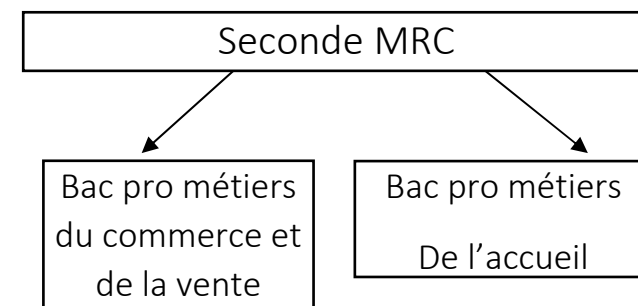 Seconde MRC
Bac pro métiers
du commerce et
de la vente
Bac pro métiers
De l’accueil